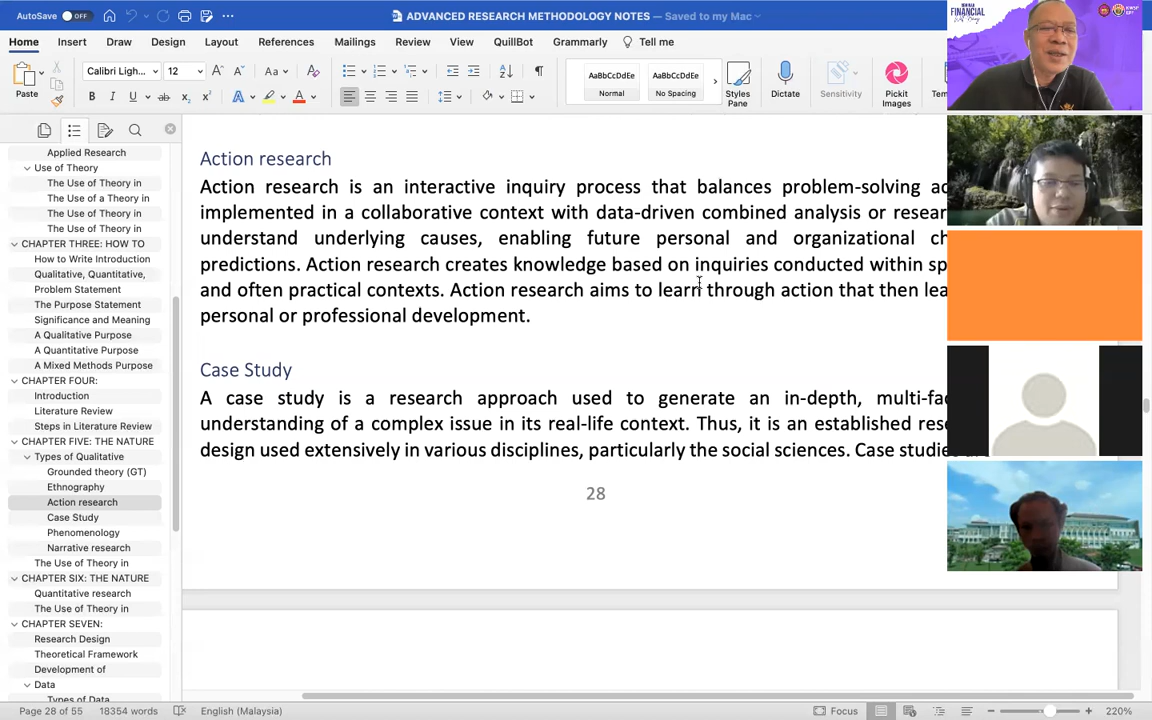 AutoSave OFF
ADVANCED RESEARCH METHODOLOGY NOTES — Saved to my Mac
Home Insert Draw Design Layout References Mailings Review View QuillBot Grammarly Tell me
Paste
Calibri Ligh... 12
B I U ab x₂ x²
AaBbCcDdEe AaBbCcDdEe
Normal No Spacing
Styles Pane
Dictate
Sensitivity
Pickit Images
FINANCIAL
Applied Research
Use of Theory
The Use of Theory in
The Use of a Theory in
The Use of Theory in
The Use of Theory in
CHAPTER THREE: HOW TO
How to Write Introduction
Qualitative, Quantitative,
Problem Statement
The Purpose Statement
Significance and Meaning
A Qualitative Purpose
A Quantitative Purpose
A Mixed Methods Purpose
CHAPTER FOUR:
Introduction
Literature Review
Steps in Literature Review
CHAPTER FIVE: THE NATURE
Types of Qualitative
Grounded theory (GT)
Ethnography
Action research
Case Study
Phenomenology
Narrative research
The Use of Theory in
CHAPTER SIX: THE NATURE
Quantitative research
The Use of Theory in
CHAPTER SEVEN:
Research Design
Theoretical Framework
Development of
Data
Types of Data
Action research
Action research is an interactive inquiry process that balances problem-solving
implemented in a collaborative context with data-driven combined analysis or
understand underlying causes, enabling future personal and organizational
predictions. Action research creates knowledge based on inquiries conducted within
and often practical contexts. Action research aims to learn through action that then
personal or professional development.
Case Study
A case study is a research approach used to generate an in-depth,
understanding of a complex issue in its real-life context. Thus, it is an established
design used extensively in various disciplines, particularly the social sciences. Case
28
Page 28 of 55 18354 words English (Malaysia) Focus 220%